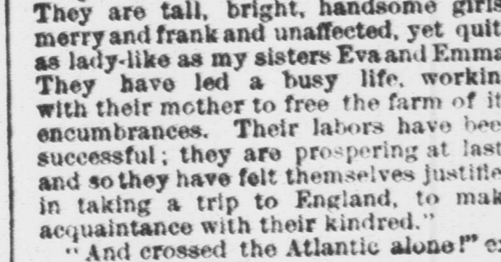 They are tall, bright, handsome girls
merry and frank and unaffected, yet quit
as lady-like as my sisters Eva and Emma
They have led a busy life, workin
with their mother to free the farm of it
encumbrances. Their labors have bee
successful; they are prospering at last
and so they have felt themselves justifie
in taking a trip to England, to mak
acquaintance with their kindred."
"And crossed the Atlantic alone!" e